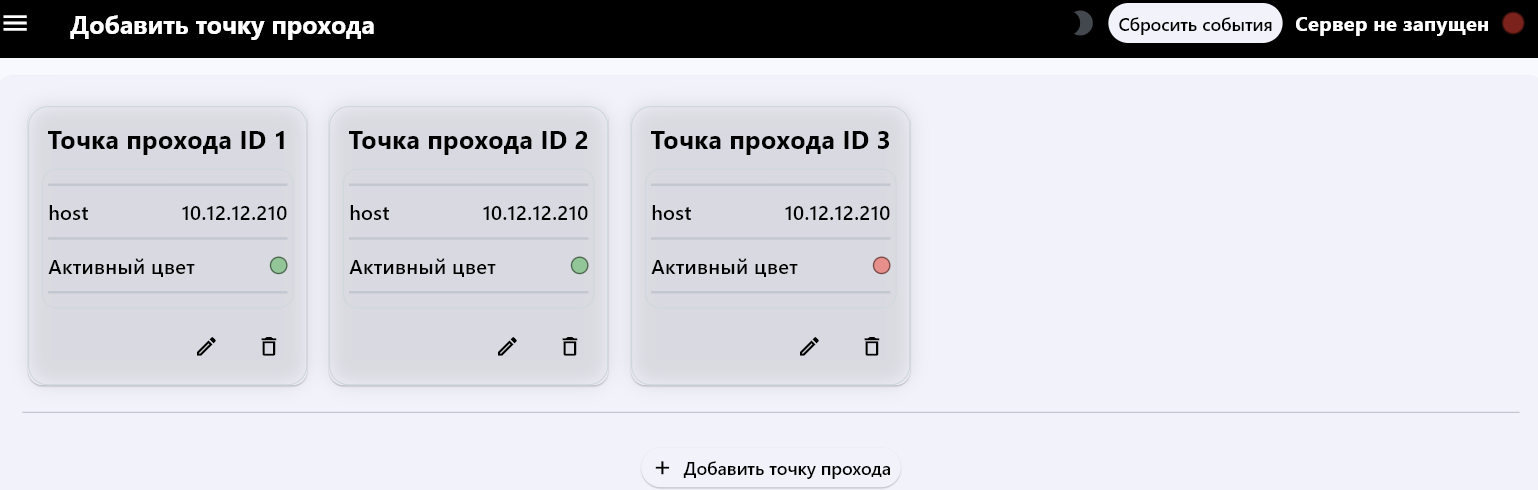 Добавить точку прохода
Сбросить события
Сервер не запущен
Точка прохода ID 1
host 10.12.12.210
Активный цвет
Точка прохода ID 2
host 10.12.12.210
Активный цвет
Точка прохода ID 3
host 10.12.12.210
Активный цвет
+ Добавить точку прохода